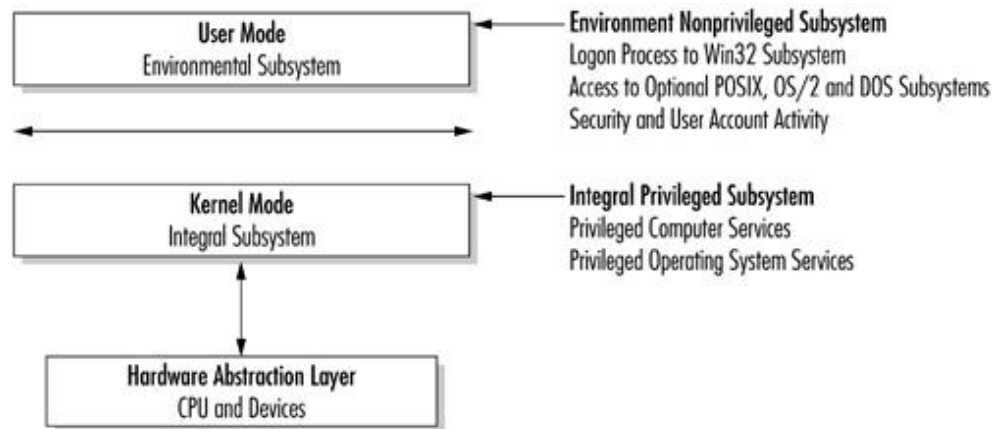 User Mode
Environmental Subsystem
Environment Nonprivileged Subsystem
Logon Process to Win32 Subsystem
Access to Optional POSIX, OS/2 and DOS Subsystems
Security and User Account Activity
Kernel Mode
Integral Subsystem
Integral Privileged Subsystem
Privileged Computer Services
Privileged Operating System Services
Hardware Abstraction Layer
CPU and Devices